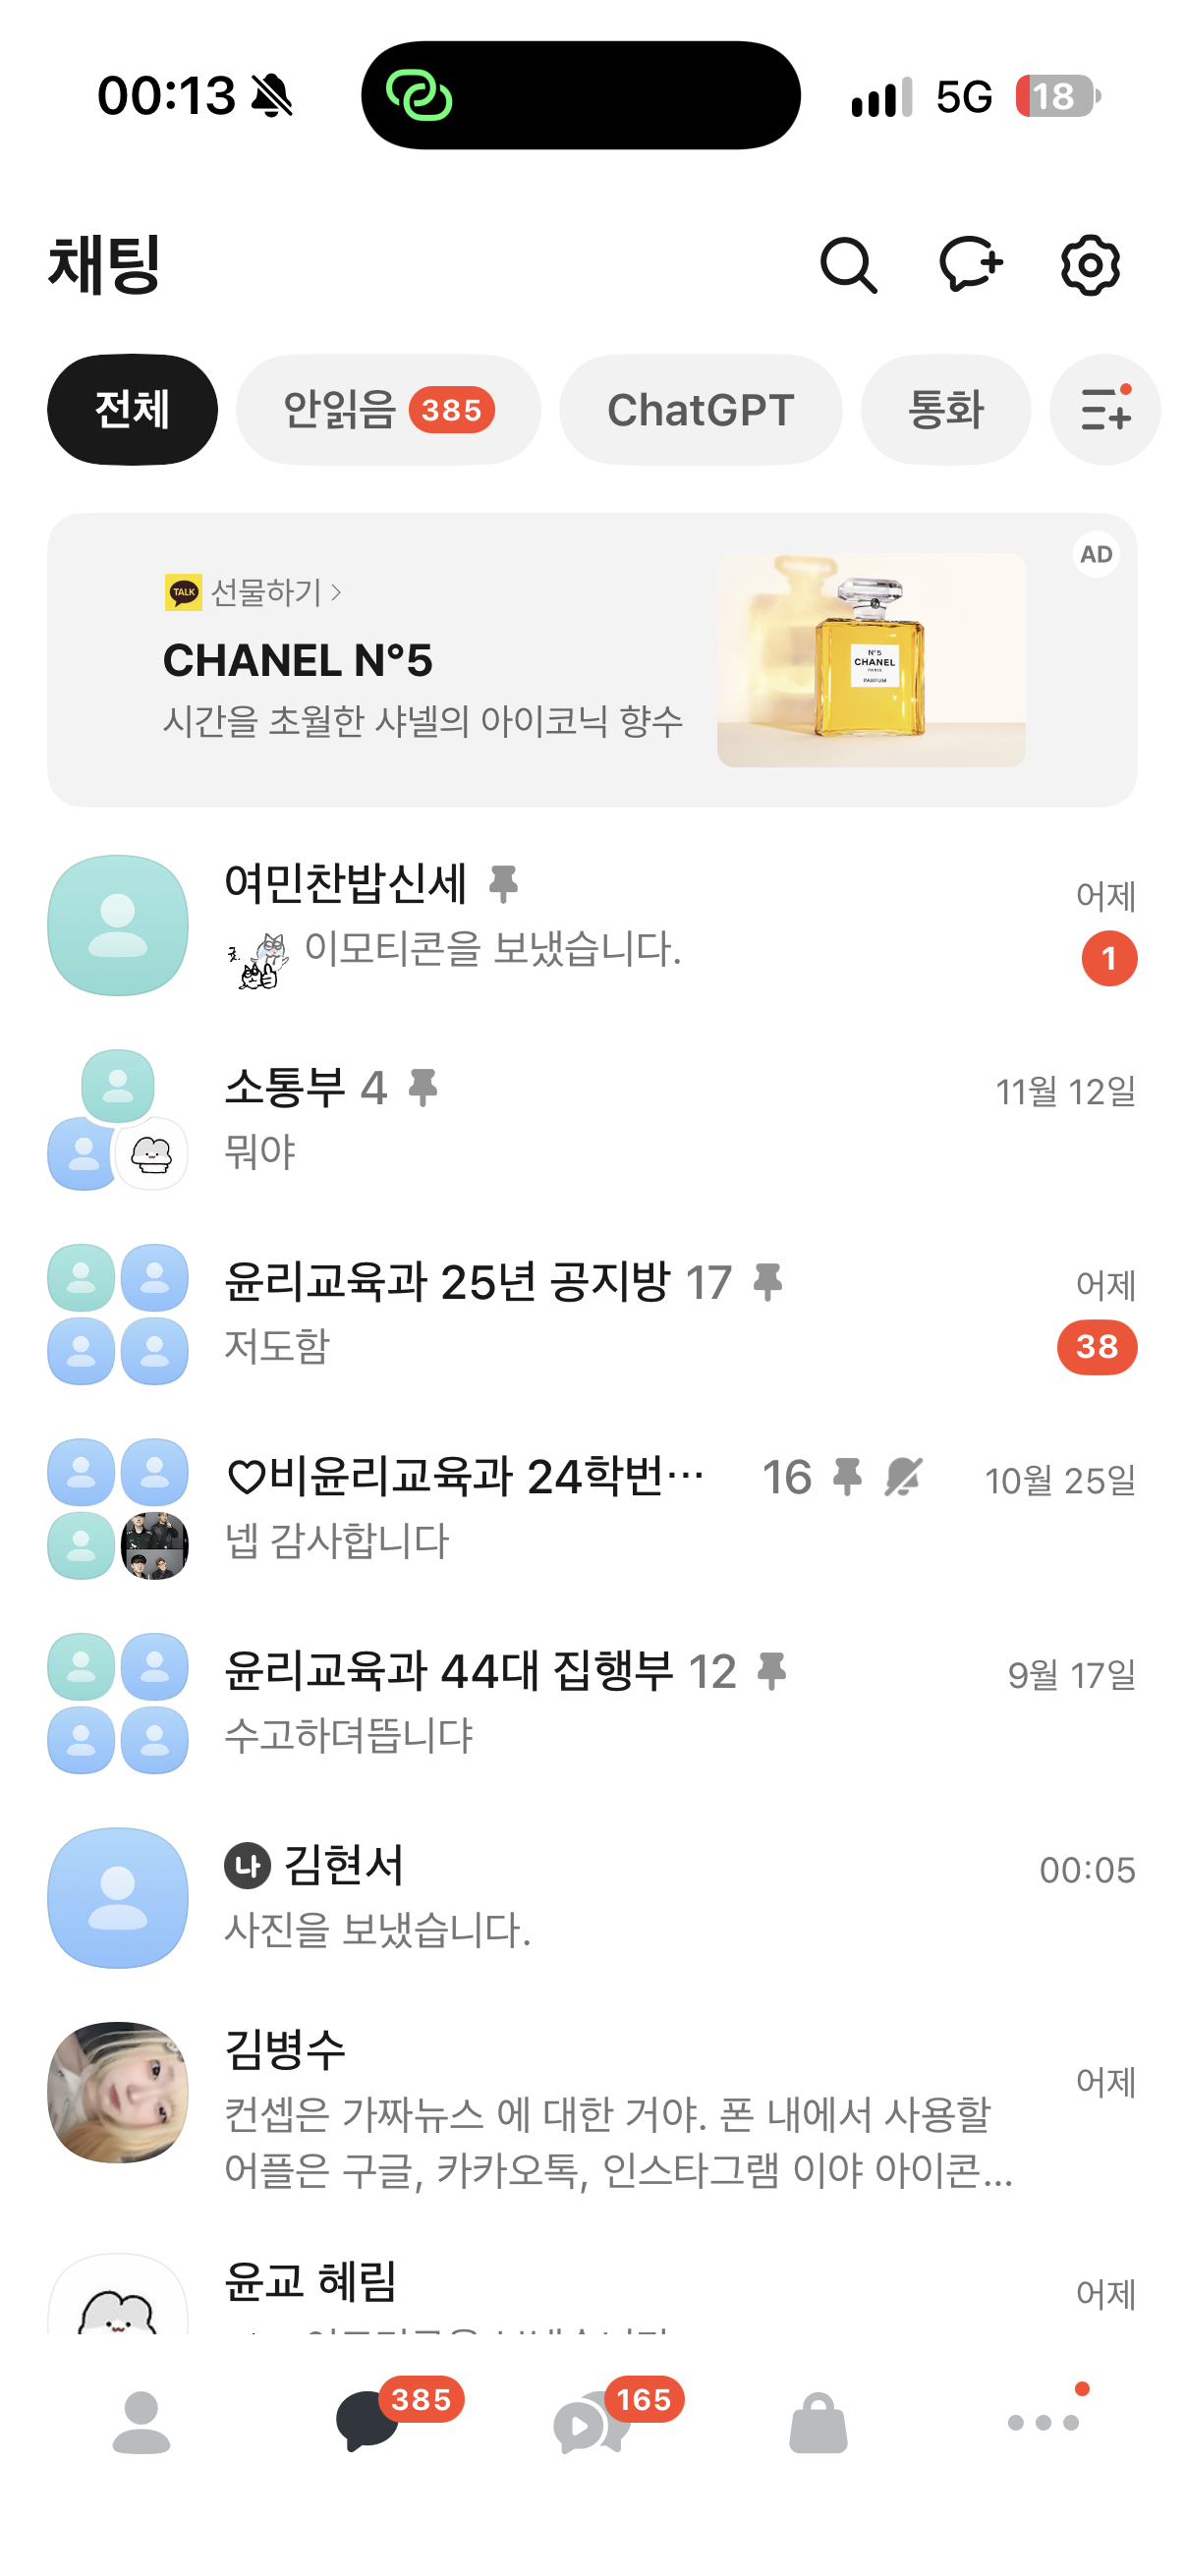 00:13
5G
18
채팅
전체
안읽음 385
ChatGPT
통화
AD
TALK 선물하기
CHANEL N°5
시간을 초월한 샤넬의 아이코닉 향수
N°5
CHANEL
PARIS
PARFUM
여민찬밥신세
어제
이모티콘을 보냈습니다.
1
소통부 4
11월 12일
뭐야
윤리교육과 25년 공지방 17
어제
저도함
38
♡비윤리교육과 24학번… 16
10월 25일
넵 감사합니다
윤리교육과 44대 집행부 12
9월 17일
수고하뎌뜹니댜
나 김현서
00:05
사진을 보냈습니다.
김병수
어제
컨셉은 가짜뉴스 에 대한 거야. 폰 내에서 사용할
어플은 구글, 카카오톡, 인스타그램 이야 아이콘...
윤교 혜림
어제
385
165